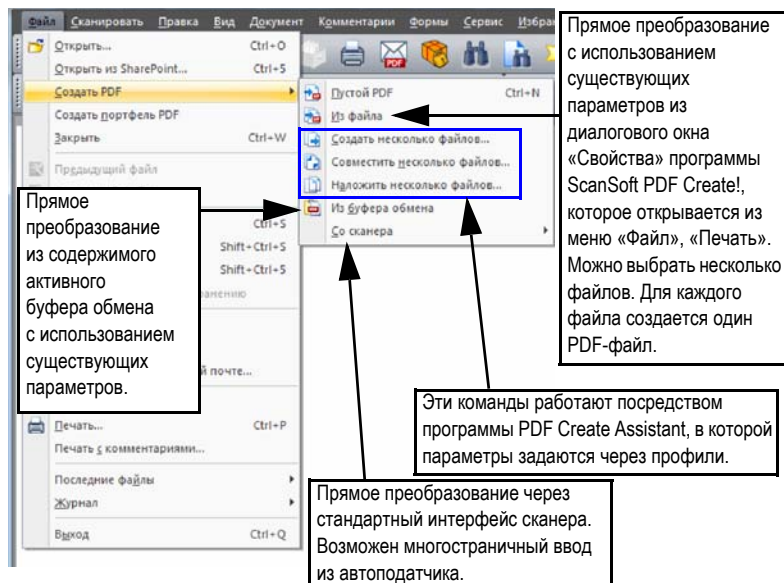 Файл Сканировать Правка Вид Документ Комментарии Формы Сервис Избран
Открыть... Ctrl+O
Открыть из SharePoint... Ctrl+5
Создать PDF
Создать портфель PDF
Закрыть Ctrl+W
Предыдущий файл
Ctrl+S
Shift+Ctrl+S
Shift+Ctrl+5
Печать... Ctrl+P
Печать с комментариями...
Последние файлы
Журнал
Выход Ctrl+Q
Пустой PDF Ctrl+N
Из файла
Создать несколько файлов...
Совместить несколько файлов...
Наложить несколько файлов...
Из буфера обмена
Со сканера
Прямое преобразование
с использованием
существующих
параметров из
диалогового окна
«Свойства» программы
ScanSoft PDF Create!,
которое открывается из
меню «Файл», «Печать».
Можно выбрать несколько
файлов. Для каждого
файла создается один
PDF-файл.
Прямое
преобразование
из содержимого
активного
буфера обмена
с использованием
существующих
параметров.
й почте...
Эти команды работают посредством
программы PDF Create Assistant, в которой
параметры задаются через профили.
Прямое преобразование через
стандартный интерфейс сканера.
Возможен многостраничный ввод
из автоподатчика.